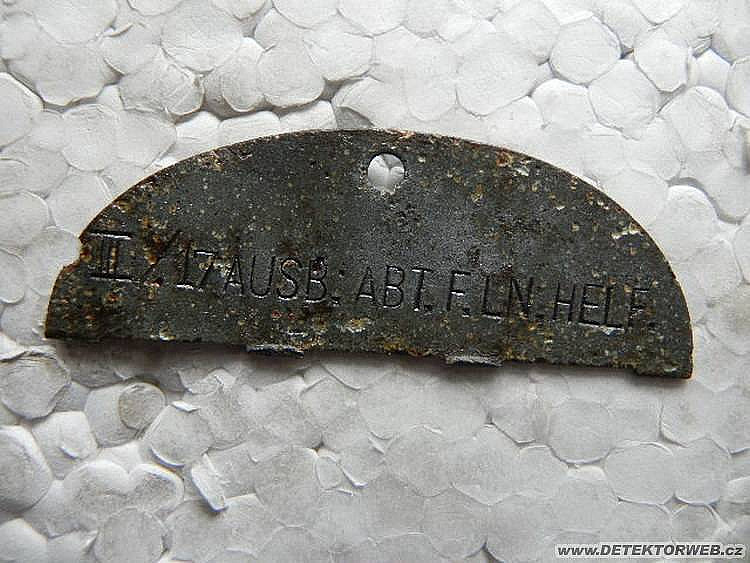 II./17 AUSB: ABT. F. LN: HELF.
www.DETEKTORWEB.cz